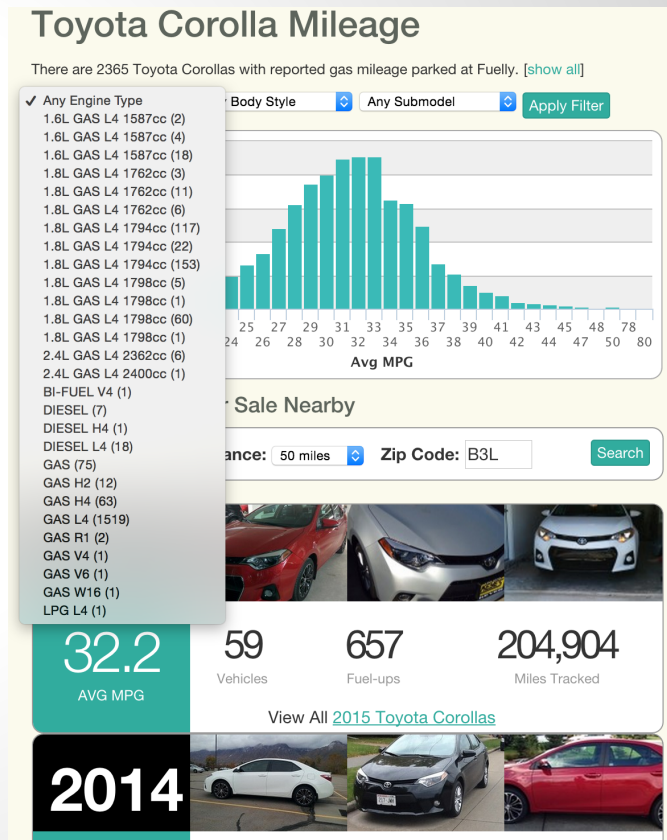 Toyota Corolla Mileage
There are 2365 Toyota Corollas with reported gas mileage parked at Fuelly. [show all]
✓ Any Engine Type
1.6L GAS L4 1587cc (2)
1.6L GAS L4 1587cc (4)
1.6L GAS L4 1587cc (18)
1.8L GAS L4 1762cc (3)
1.8L GAS L4 1762cc (11)
1.8L GAS L4 1762cc (6)
1.8L GAS L4 1794cc (117)
1.8L GAS L4 1794cc (22)
1.8L GAS L4 1794cc (153)
1.8L GAS L4 1798cc (5)
1.8L GAS L4 1798cc (1)
1.8L GAS L4 1798cc (60)
1.8L GAS L4 1798cc (1)
2.4L GAS L4 2362cc (6)
2.4L GAS L4 2400cc (1)
BI-FUEL V4 (1)
DIESEL (7)
DIESEL H4 (1)
DIESEL L4 (18)
GAS (75)
GAS H2 (12)
GAS H4 (63)
GAS L4 (1519)
GAS R1 (2)
GAS V4 (1)
GAS V6 (1)
GAS W16 (1)
LPG L4 (1)
Body Style Any Submodel Apply Filter
25 27 29 31 33 35 37 39 41 43 45 48 78
24 26 28 30 32 34 36 38 40 42 44 47 50 80
Avg MPG
r Sale Nearby
ance: 50 miles Zip Code: B3L Search
32.2 59 657 204,904
AVG MPG Vehicles Fuel-ups Miles Tracked
View All 2015 Toyota Corollas
2014